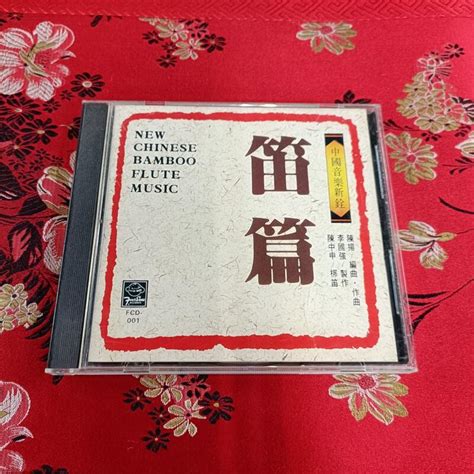 NEW
CHINESE
BAMBOO
FLUTE
MUSIC
笛篇
中國音樂新銓
陳揚/編曲・作曲
李國強/製作
陳中申/梆笛
FCD-
001